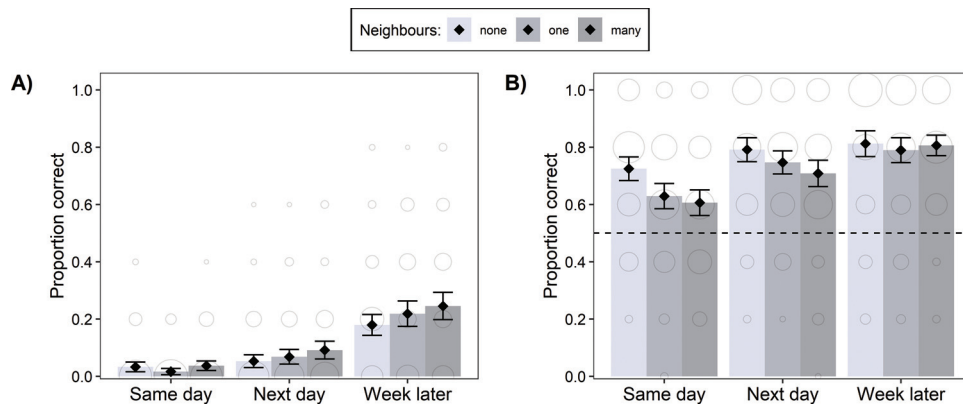 Neighbours: none one many
A)
B)
Proportion correct
1.0
0.8
0.6
0.4
0.2
0.0
Same day Next day Week later
Proportion correct
1.0
0.8
0.6
0.4
0.2
0.0
Same day Next day Week later